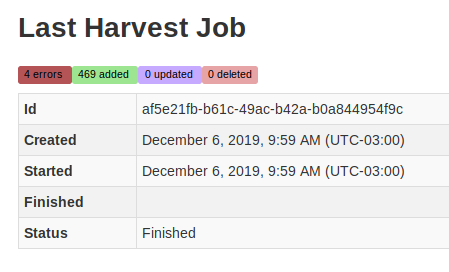 Last Harvest Job
4 errors 469 added 0 updated 0 deleted
Id af5e21fb-b61c-49ac-b42a-b0a844954f9c
Created December 6, 2019, 9:59 AM (UTC-03:00)
Started December 6, 2019, 9:59 AM (UTC-03:00)
Finished
Status Finished